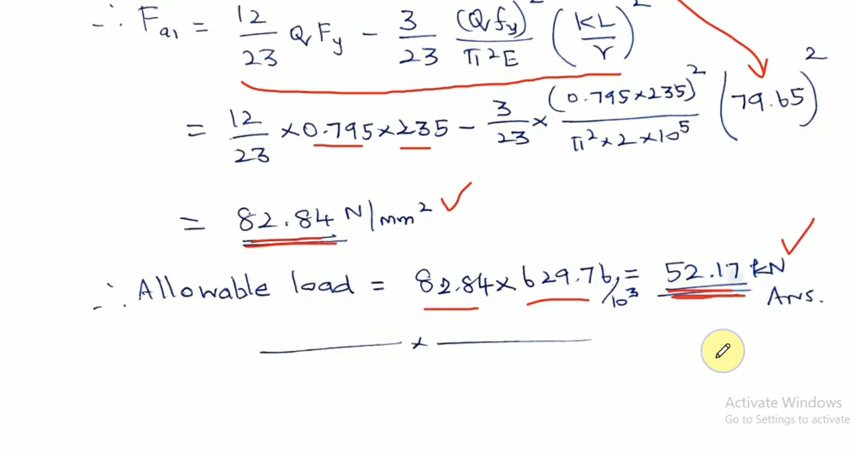 ∴ Fa1 = 12/23 QFy − 3/23 (Qfy)²/π²E (KL/r)²
= 12/23 × 0.795 × 235 − 3/23 × (0.795×235)²/π²×2×10⁵ (79.65)²
= 82.84 N/mm²
∴ Allowable load = 82.84 × 629.76/10³ = 52.17 kN
Ans.
x
Activate Windows
Go to Settings to activate